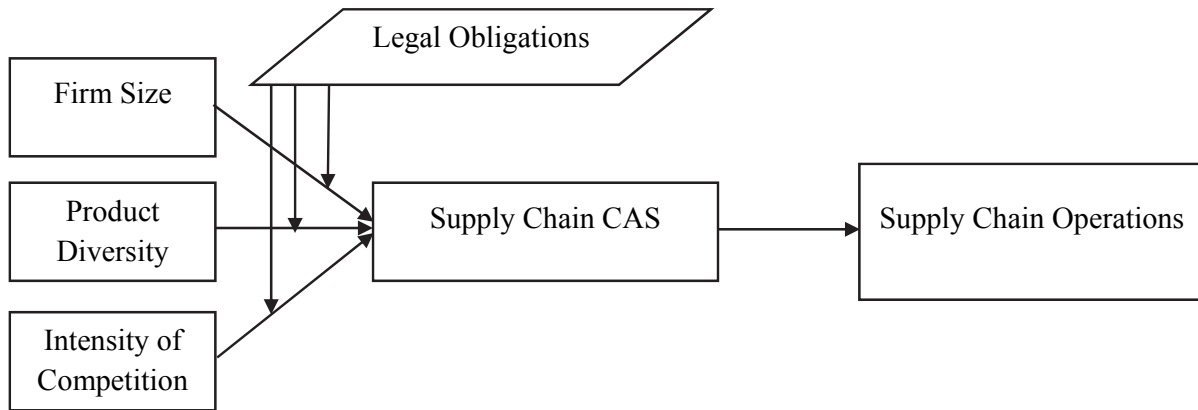 Legal Obligations
Firm Size
Product
Diversity
Supply Chain CAS
Supply Chain Operations
Intensity of
Competition